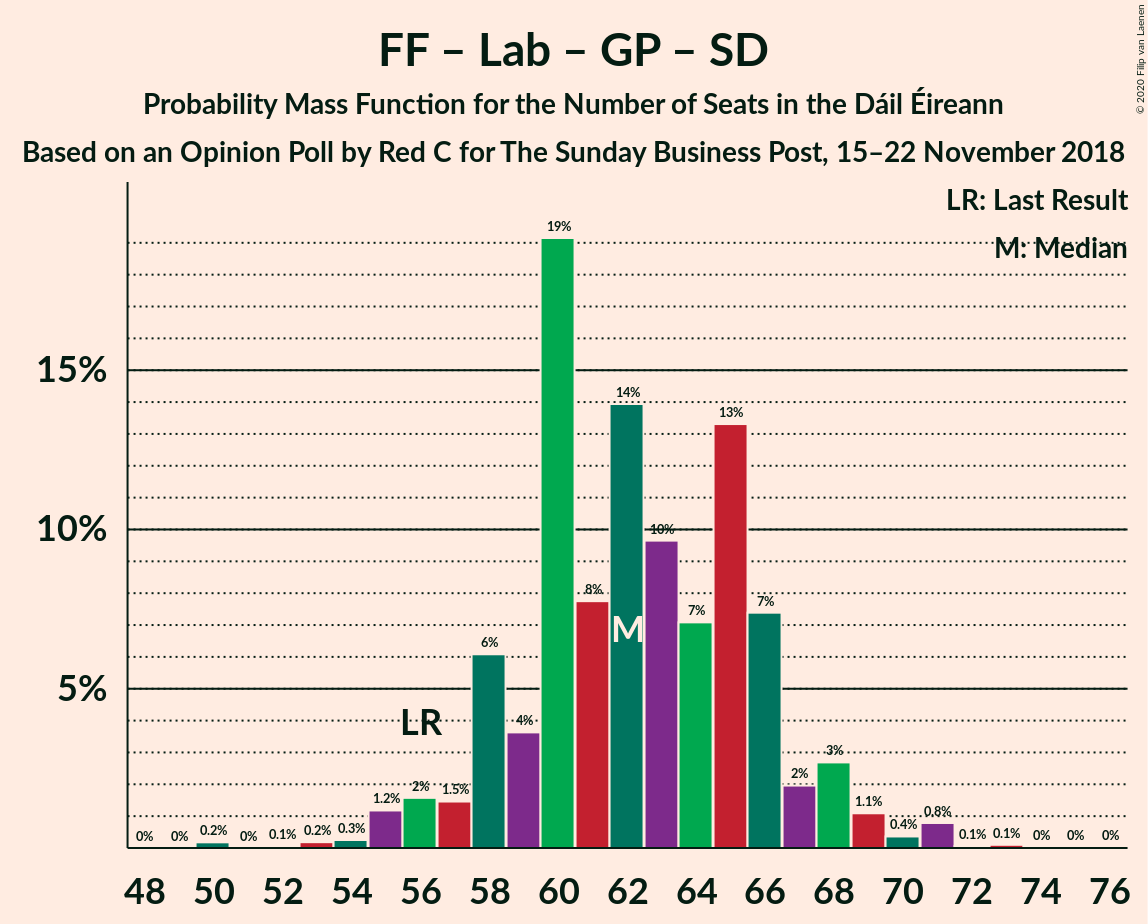 FF – Lab – GP – SD
Probability Mass Function for the Number of Seats in the Dáil Éireann
Based on an Opinion Poll by Red C for The Sunday Business Post, 15–22 November 2018
© 2020 Filip van Laenen
LR: Last Result
M: Median
19%
15%
14%
13%
10%
10%
8%
7%
7%
M
6%
5%
LR
4%
3%
2%
2%
1.5%
1.2%
1.1%
0.8%
0% 0% 0.2% 0% 0.1% 0.2% 0.3% 0.4% 0.1% 0.1% 0% 0% 0%
48 50 52 54 56 58 60 62 64 66 68 70 72 74 76